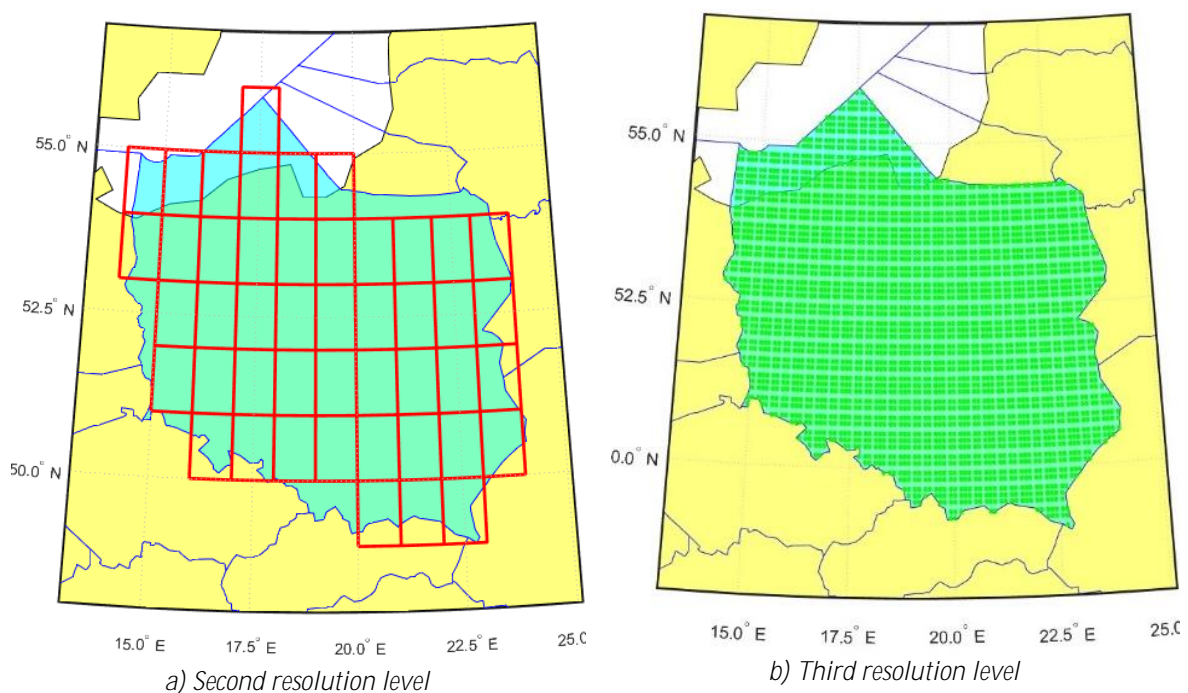 55.0° N
52.5° N
50.0° N
15.0° E
17.5° E
20.0° E
22.5° E
25.0
a) Second resolution level
55.0° N
52.5° N
0.0° N
15.0° E
17.5° E
20.0° E
22.5° E
25.0
b) Third resolution level